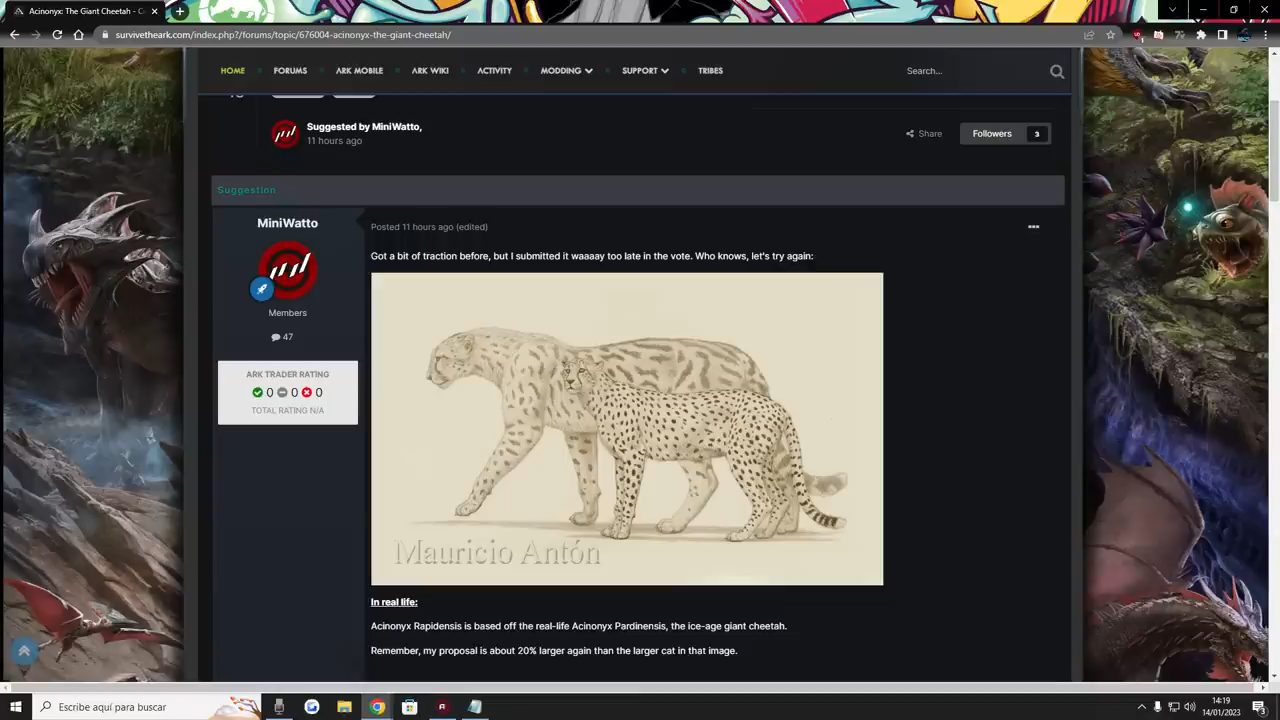 Acinonyx: The Giant Cheetah - C
survivetheark.com/index.php?/forums/topic/676004-acinonyx-the-giant-cheetah/
HOME FORUMS ARK MOBILE ARK WIKI ACTIVITY MODDING SUPPORT TRIBES Search...
Suggested by MiniWatto,
11 hours ago
Share Followers 3
Suggestion
MiniWatto
Posted 11 hours ago (edited)
Got a bit of traction before, but I submitted it waaaay too late in the vote. Who knows, let's try again:
Members
47
ARK TRADER RATING
0 0 0
TOTAL RATING N/A
Mauricio Antón
In real life:
Acinonyx Rapidensis is based off the real-life Acinonyx Pardinensis, the ice-age giant cheetah.
Remember, my proposal is about 20% larger again than the larger cat in that image.
Escribe aquí para buscar
14:19
14/01/2023
3